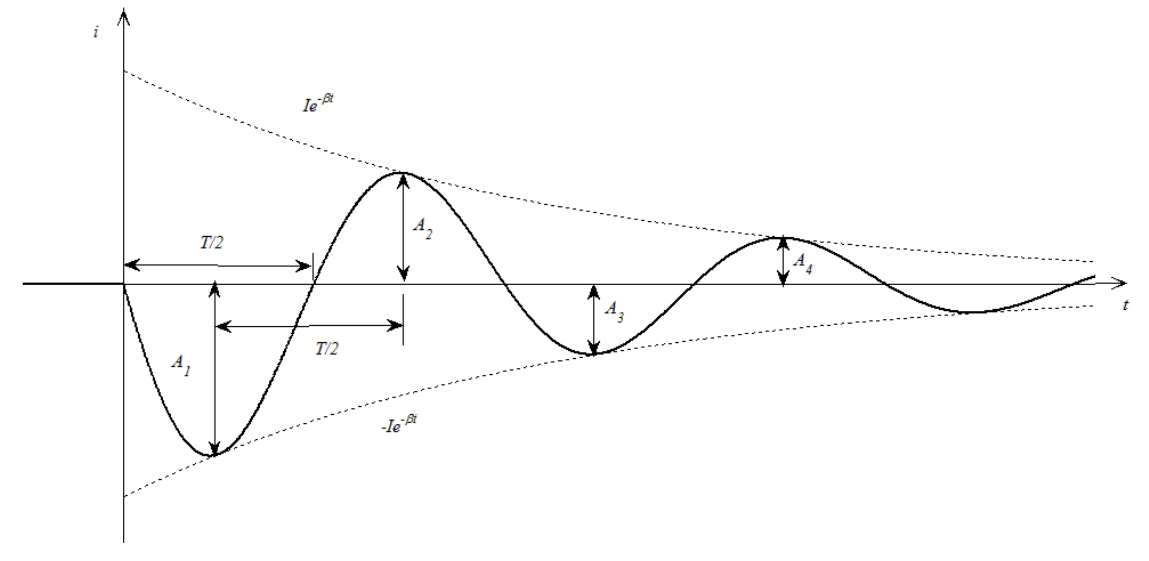 i
Ie^-βt
A_2
T/2
A_4
A_3
t
T/2
A_1
-Ie^-βt